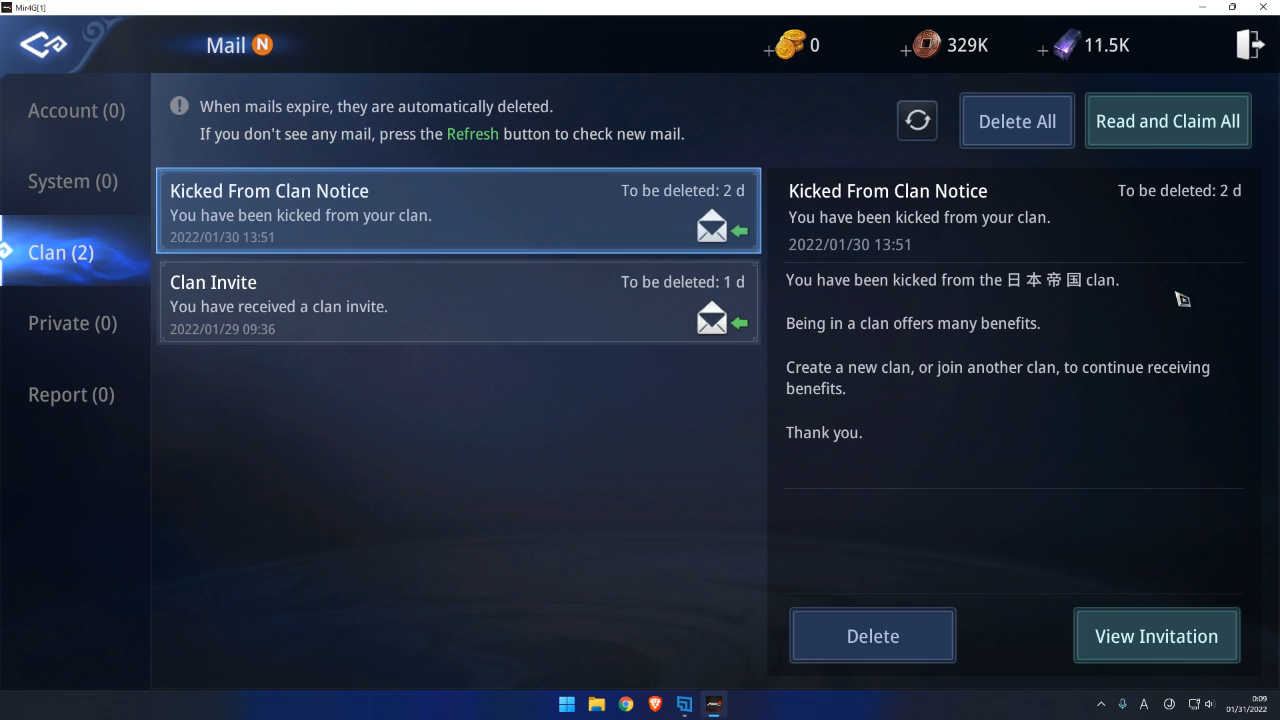 Mir4G[1]
Mail N
0
329K
11.5K
Account (0)
System (0)
Clan (2)
Private (0)
Report (0)
When mails expire, they are automatically deleted.
If you don't see any mail, press the Refresh button to check new mail.
Delete All
Read and Claim All
Kicked From Clan Notice
To be deleted: 2 d
You have been kicked from your clan.
2022/01/30 13:51
Clan Invite
To be deleted: 1 d
You have received a clan invite.
2022/01/29 09:36
Kicked From Clan Notice
To be deleted: 2 d
You have been kicked from your clan.
2022/01/30 13:51
You have been kicked from the 日本帝国 clan.
Being in a clan offers many benefits.
Create a new clan, or join another clan, to continue receiving
benefits.
Thank you.
Delete
View Invitation
A
0:09
01/31/2022